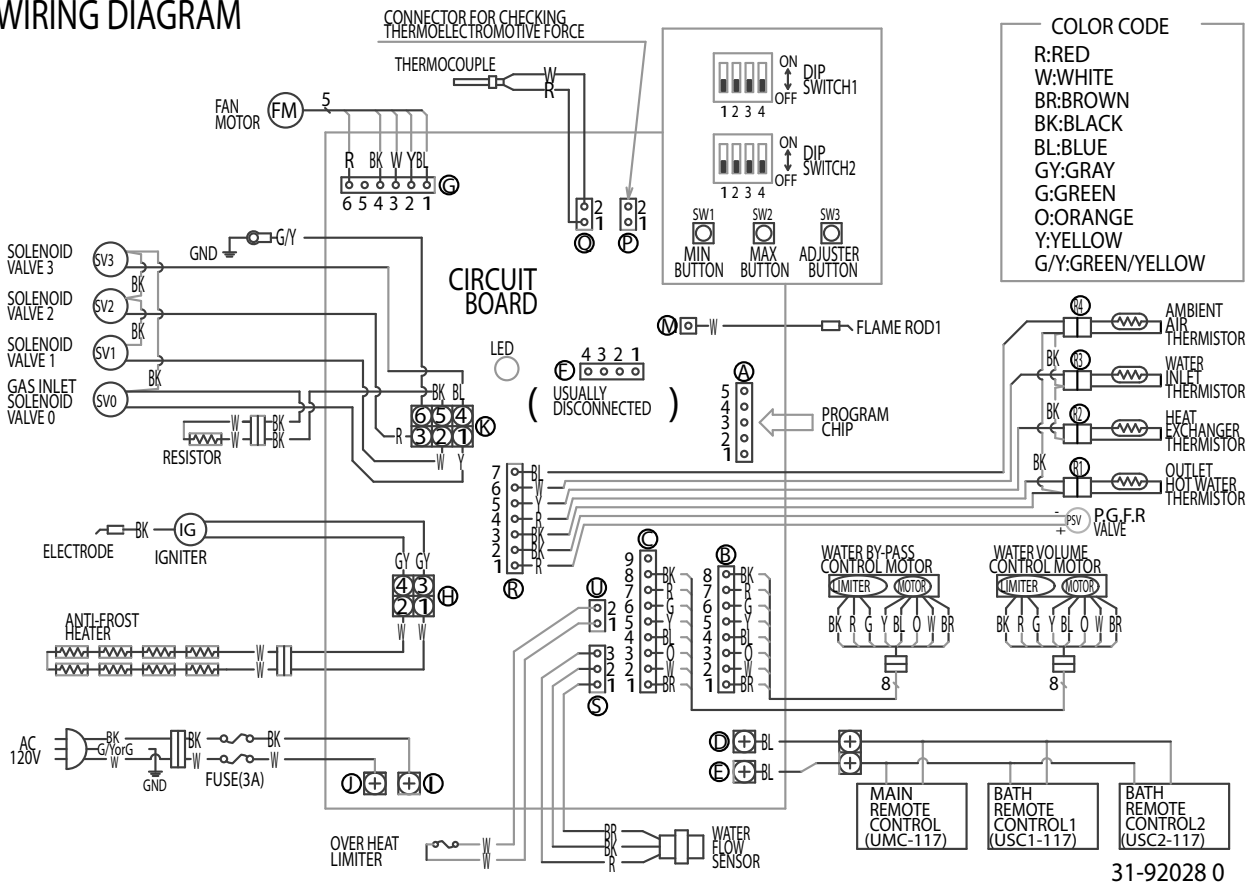 WIRING DIAGRAM
CONNECTOR FOR CHECKING
THERMOELECTROMOTIVE FORCE
THERMOCOUPLE
W
R
FAN
MOTOR
FM
5
R BK W Y BL
6 5 4 3 2 1
G
2
1
Q
2
1
P
ON
OFF
DIP
SWITCH1
1 2 3 4
ON
OFF
DIP
SWITCH2
1 2 3 4
SW1
MIN
BUTTON
SW2
MAX
BUTTON
SW3
ADJUSTER
BUTTON
COLOR CODE
R:RED
W:WHITE
BR:BROWN
BK:BLACK
BL:BLUE
GY:GRAY
G:GREEN
O:ORANGE
Y:YELLOW
G/Y:GREEN/YELLOW
GND
G/Y
SOLENOID
VALVE 3
SV3
BK
SOLENOID
VALVE 2
SV2
BK
SOLENOID
VALVE 1
SV1
BK
GAS INLET
SOLENOID
VALVE 0
SV0
W BK
W BK
RESISTOR
CIRCUIT
BOARD
LED
BK BL
6 5 4
3 2 1
R
W Y
K
F
4 3 2 1
( USUALLY
DISCONNECTED )
M
W
FLAME ROD1
A
5
4
3
2
1
PROGRAM
CHIP
R4
AMBIENT
AIR
THERMISTOR
BK
R3
WATER
INLET
THERMISTOR
BK
R2
HEAT
EXCHANGER
THERMISTOR
BK
R1
OUTLET
HOT WATER
THERMISTOR
-
+
PSV
P.G.F.R
VALVE
7 BL
6 W
5 Y
4 R
3 BK
2 BK
1 R
R
ELECTRODE
BK
IG
IGNITER
GY GY
4 3
2 1
H
W W
ANTI-FROST
HEATER
W
W
C
9
8 BK
7 R
6 G
5 Y
4 BL
3 O
2 W
1 BR
B
8 BK
7 R
6 G
5 Y
4 BL
3 O
2 W
1 BR
U
2
1
3
2
1
S
WATER BY-PASS
CONTROL MOTOR
LIMITER MOTOR
BK R G Y BL O W BR
8
WATER VOLUME
CONTROL MOTOR
LIMITER MOTOR
BK R G Y BL O W BR
8
AC
120V
BK
G/YorG
W
GND
BK BK
W W
FUSE(3A)
J
I
D
BL
E
BL
MAIN
REMOTE
CONTROL
(UMC-117)
BATH
REMOTE
CONTROL1
(USC1-117)
BATH
REMOTE
CONTROL2
(USC2-117)
OVER HEAT
LIMITER
W
W
BR
BK
R
WATER
FLOW
SENSOR
31-92028 0